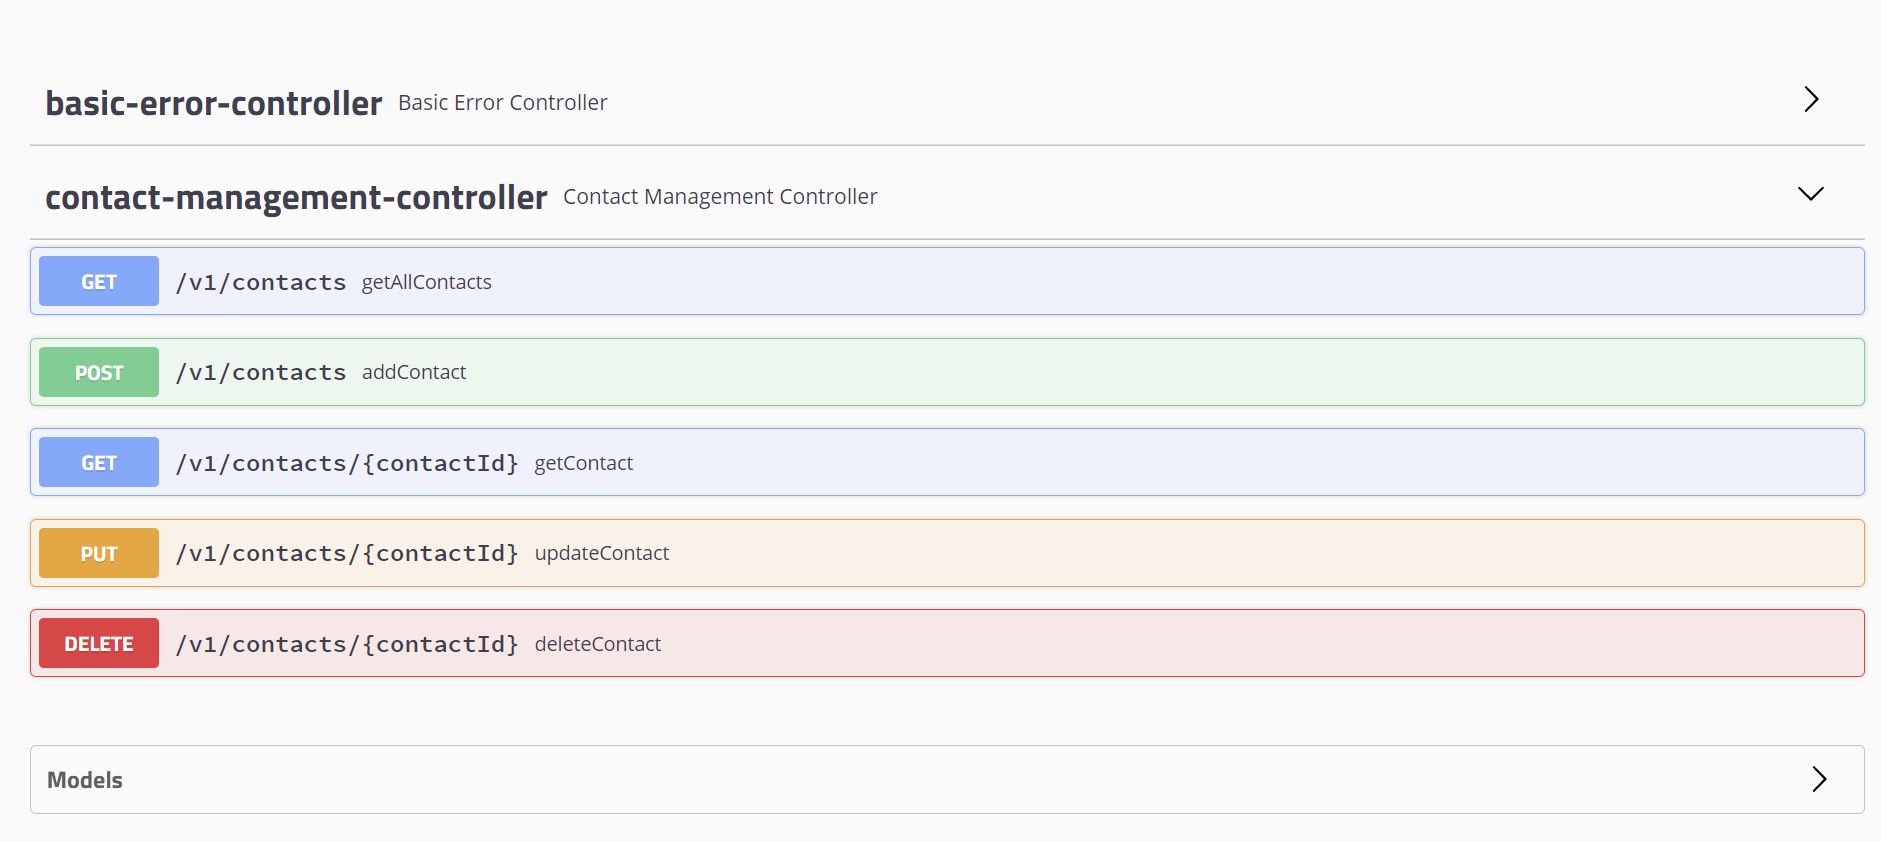 basic-error-controller Basic Error Controller
contact-management-controller Contact Management Controller
GET /v1/contacts getAllContacts
POST /v1/contacts addContact
GET /v1/contacts/{contactId} getContact
PUT /v1/contacts/{contactId} updateContact
DELETE /v1/contacts/{contactId} deleteContact
Models